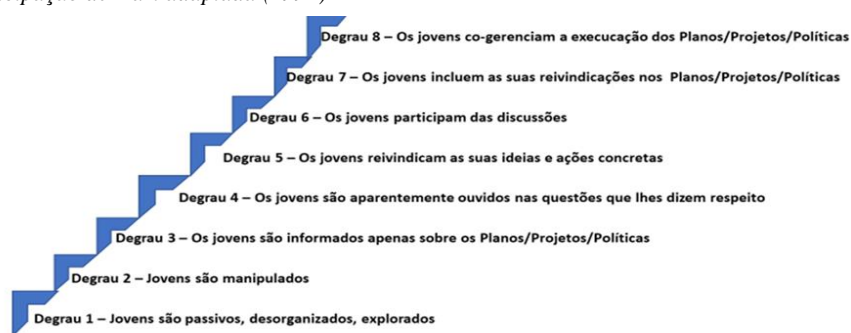 Degrau 8 – Os jovens co-gerenciam a execucação dos Planos/Projetos/Políticas
Degrau 7 – Os jovens incluem as suas reivindicações nos Planos/Projetos/Políticas
Degrau 6 – Os jovens participam das discussões
Degrau 5 – Os jovens reivindicam as suas ideias e ações concretas
Degrau 4 – Os jovens são aparentemente ouvidos nas questões que lhes dizem respeito
Degrau 3 – Os jovens são informados apenas sobre os Planos/Projetos/Políticas
Degrau 2 – Jovens são manipulados
Degrau 1 – Jovens são passivos, desorganizados, explorados